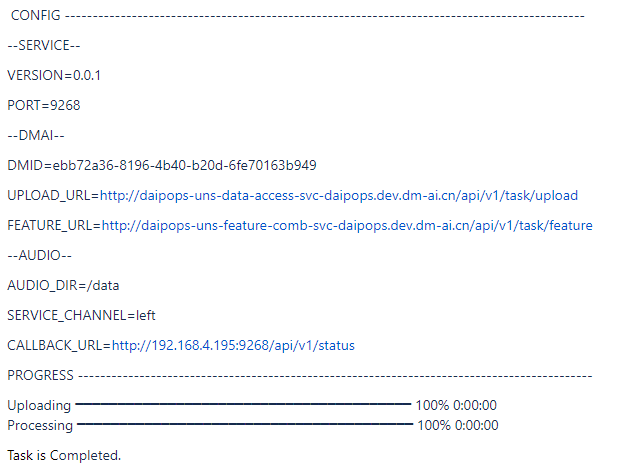 CONFIG ------------------------------------------------------------------------------------------
--SERVICE--
VERSION=0.0.1
PORT=9268
--DMAI--
DMID=ebb72a36-8196-4b40-b20d-6fe70163b949
UPLOAD_URL=http://daipops-uns-data-access-svc-daipops.dev.dm-ai.cn/api/v1/task/upload
FEATURE_URL=http://daipops-uns-feature-comb-svc-daipops.dev.dm-ai.cn/api/v1/task/feature
--AUDIO--
AUDIO_DIR=/data
SERVICE_CHANNEL=left
CALLBACK_URL=http://192.168.4.195:9268/api/v1/status
PROGRESS -----------------------------------------------------------------------------------------
Uploading ━━━━━━━━━━━━━━━━━━━━━━━━━━━━━━━━━━━━━━━━ 100% 0:00:00
Processing ━━━━━━━━━━━━━━━━━━━━━━━━━━━━━━━━━━━━━━━━ 100% 0:00:00
Task is Completed.